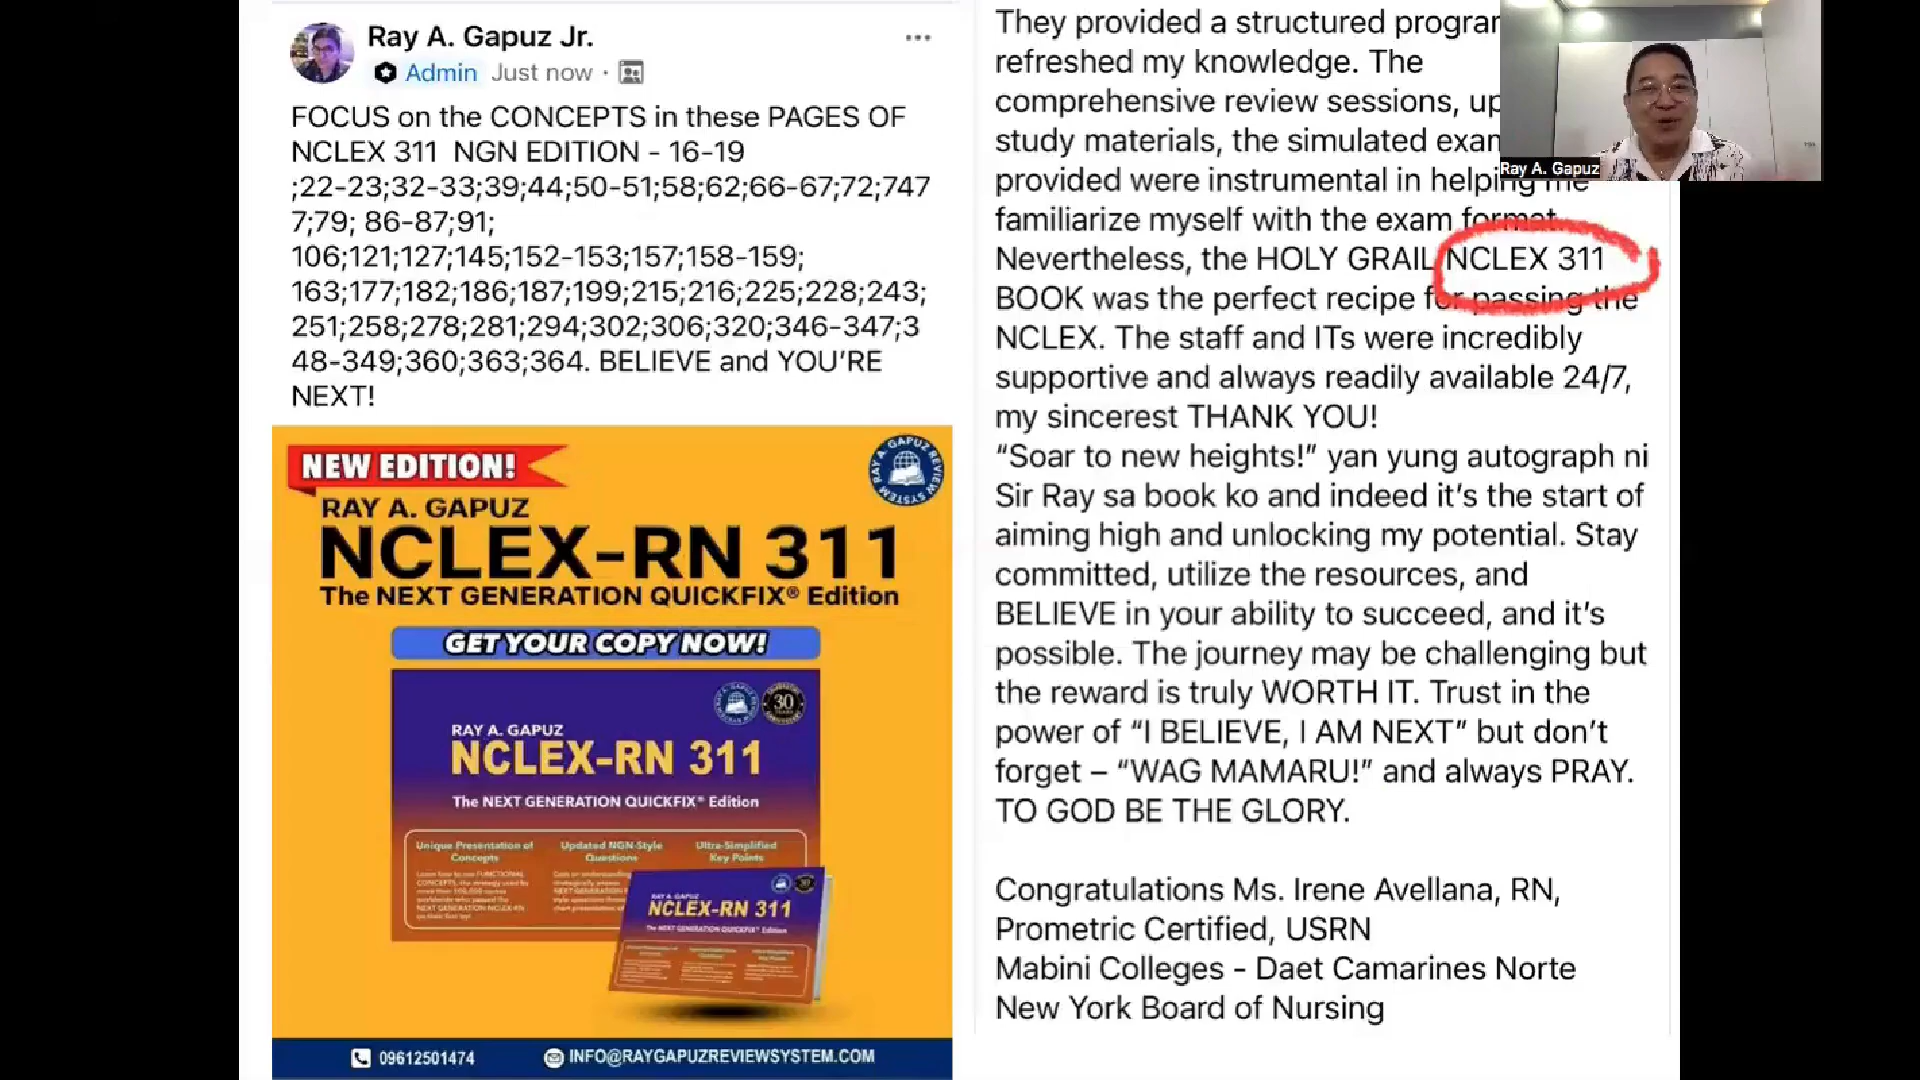 Ray A. Gapuz Jr.
Admin Just now
FOCUS on the CONCEPTS in these PAGES OF
NCLEX 311 NGN EDITION - 16-19
;22-23;32-33;39;44;50-51;58;62;66-67;72;747
7;79; 86-87;91;
106;121;127;145;152-153;157;158-159;
163;177;182;186;187;199;215;216;225;228;243;
251;258;278;281;294;302;306;320;346-347;3
48-349;360;363;364. BELIEVE and YOU'RE
NEXT!
NEW EDITION!
RAY A. GAPUZ REVIEW SYSTEM
RAY A. GAPUZ
NCLEX-RN 311
The NEXT GENERATION QUICKFIX® Edition
GET YOUR COPY NOW!
30
RAY A. GAPUZ
NCLEX-RN 311
The NEXT GENERATION QUICKFIX® Edition
Unique Presentation of
Concepts
Updated NGN-Style
Questions
Ultra-Simplified
Key Points
RAY A. GAPUZ
NCLEX-RN 311
The NEXT GENERATION QUICKFIX® Edition
09612501474
INFO@RAYGAPUZREVIEWSYSTEM.COM
They provided a structured
refreshed my knowledge. The
comprehensive review sessions,
study materials, the simulated
provided were instrumental in helping me
familiarize myself with the exam format.
Nevertheless, the HOLY GRAIL NCLEX 311
BOOK was the perfect recipe for passing the
NCLEX. The staff and ITs were incredibly
supportive and always readily available 24/7,
my sincerest THANK YOU!
“Soar to new heights!” yan yung autograph ni
Sir Ray sa book ko and indeed it’s the start of
aiming high and unlocking my potential. Stay
committed, utilize the resources, and
BELIEVE in your ability to succeed, and it’s
possible. The journey may be challenging but
the reward is truly WORTH IT. Trust in the
power of “I BELIEVE, I AM NEXT” but don’t
forget – “WAG MAMARU!” and always PRAY.
TO GOD BE THE GLORY.
Congratulations Ms. Irene Avellana, RN,
Prometric Certified, USRN
Mabini Colleges - Daet Camarines Norte
New York Board of Nursing
Ray A. Gapuz